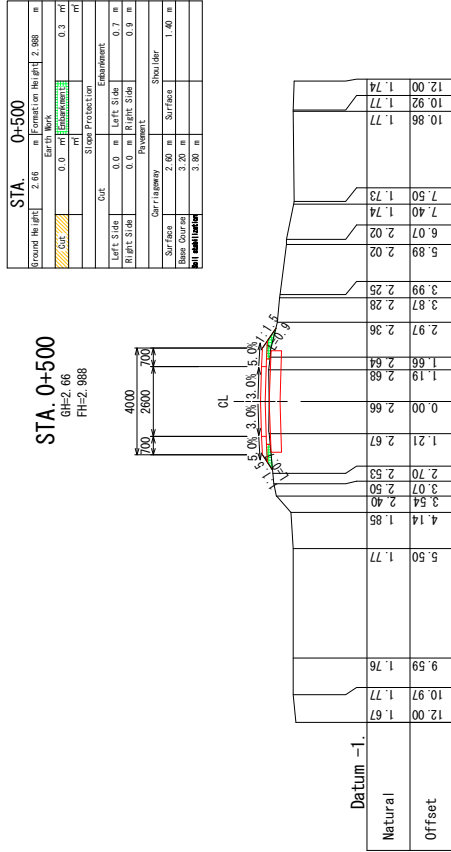 STA. 0+500
Ground Height 2.66 m Formation Height 2.988 m
Earth Work
Cut 0.0 ㎡ Embankment 0.3 ㎡
Slope Protection
Cut Embankment
Left Side 0.0 m Left Side 0.7 m
Right Side 0.0 m Right Side 0.9 m
Pavement
Carriageway Shoulder
Surface 2.60 m Surface 1.40 m
Base Course 3.20 m
Soil stabilization 3.80 m
STA. 0+500
GH=2.66
FH=2.988
4000
700 2600 700
CL
5.0% 3.0% 3.0% 5.0%
1:1.5 1:1.5
L=0. L=0.9
Datum -1.
Natural 1.67 1.77 1.76 1.77 1.85 2.40 2.50 2.53 2.67 2.66 2.68 2.64 2.36 2.28 2.25 2.02 2.02 1.74 1.73 1.77 1.77 1.74
Offset 12.00 10.97 9.59 5.50 4.14 3.54 3.07 2.70 1.21 0.00 1.19 1.66 2.97 3.87 3.99 5.89 6.07 7.40 7.50 10.86 10.92 12.00